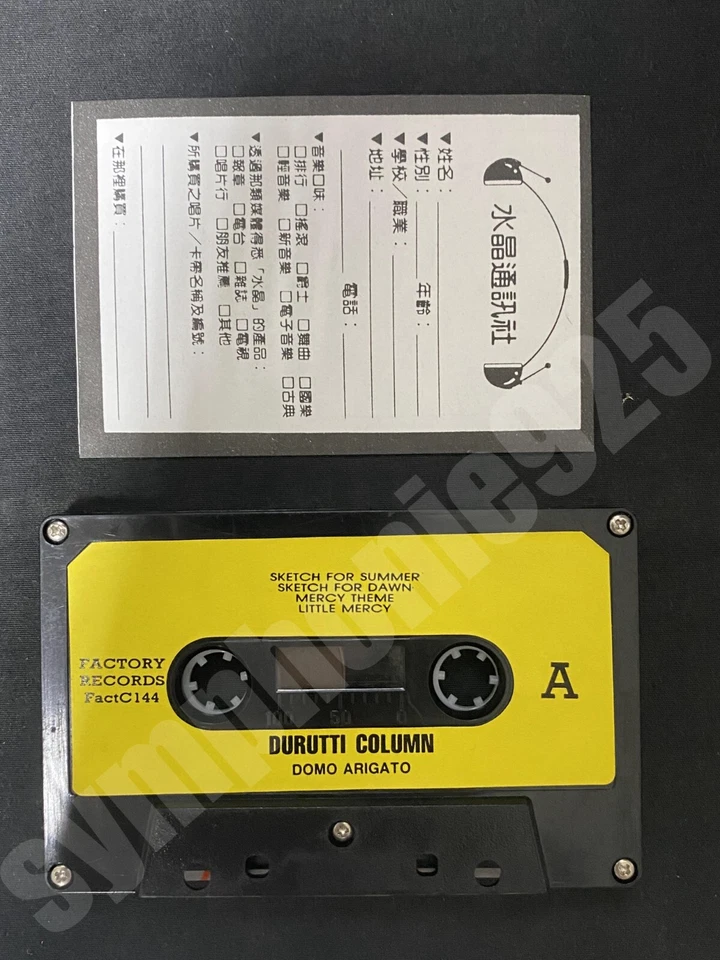 水晶通訊社
▼姓名：
▼性別： 年齡：
▼學校／職業：
▼地址：
電話：
▼音樂口味：
□排行 □搖滾 □爵士 □舞曲 □國樂
□輕音樂 □新音樂 □電子音樂 □古典
▼透過那類媒體得悉「水晶」的產品：
□報章 □電台 □雜誌 □電視
□唱片行 □朋友推薦 □其他
▼所購買之唱片／卡帶名稱及編號：
▼在那裡購買：
SKETCH FOR SUMMER
SKETCH FOR DAWN
MERCY THEME
LITTLE MERCY
FACTORY
RECORDS
FactC144
A
100 50 0
DURUTTI COLUMN
DOMO ARIGATO
symphonie925